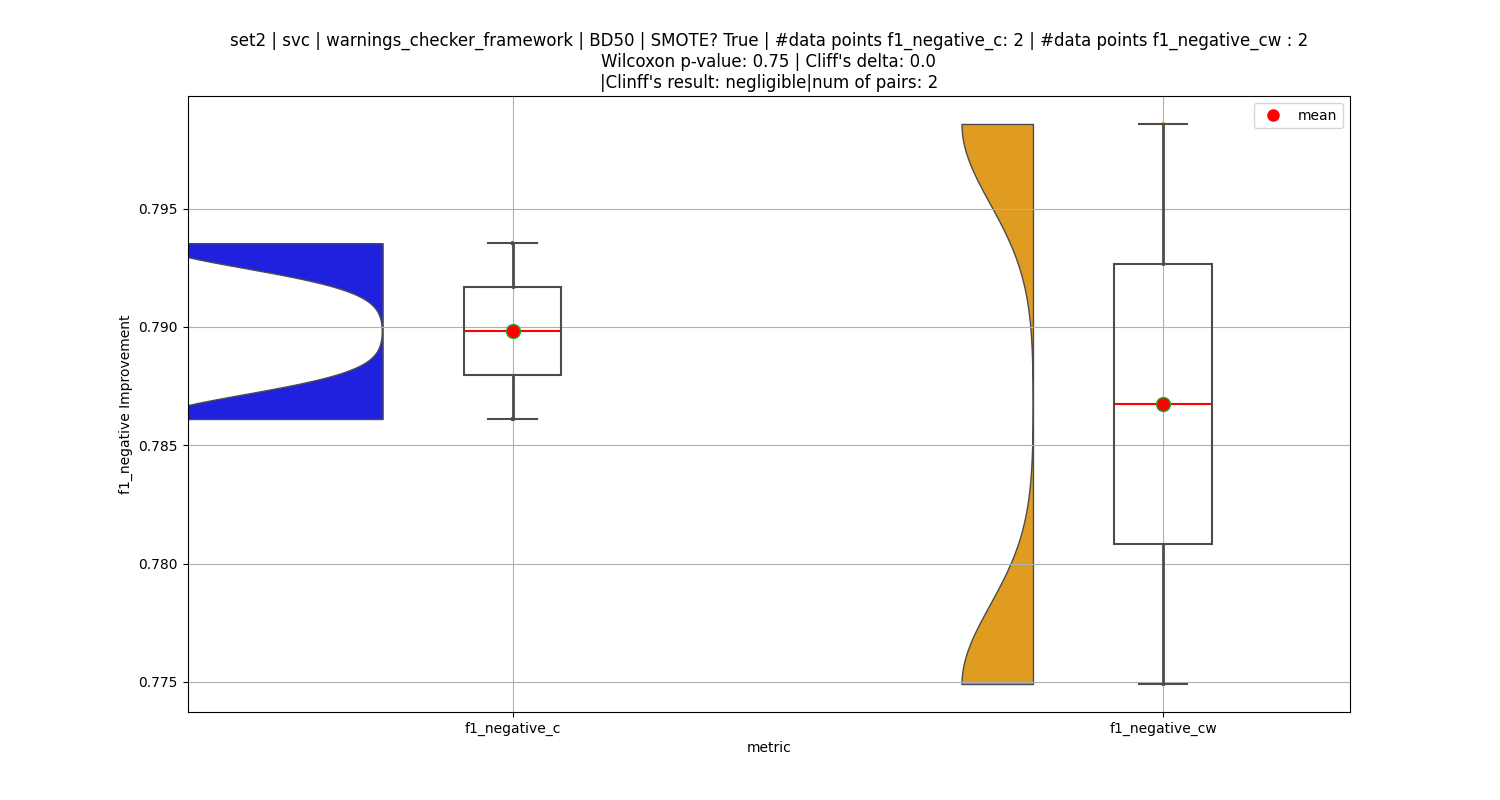 set2 | svc | warnings_checker_framework | BD50 | SMOTE? True | #data points f1_negative_c: 2 | #data points f1_negative_cw : 2
Wilcoxon p-value: 0.75 | Cliff's delta: 0.0
|Clinff's result: negligible|num of pairs: 2
mean
0.795
0.790
0.785
0.780
0.775
f1_negative Improvement
f1_negative_c
f1_negative_cw
metric